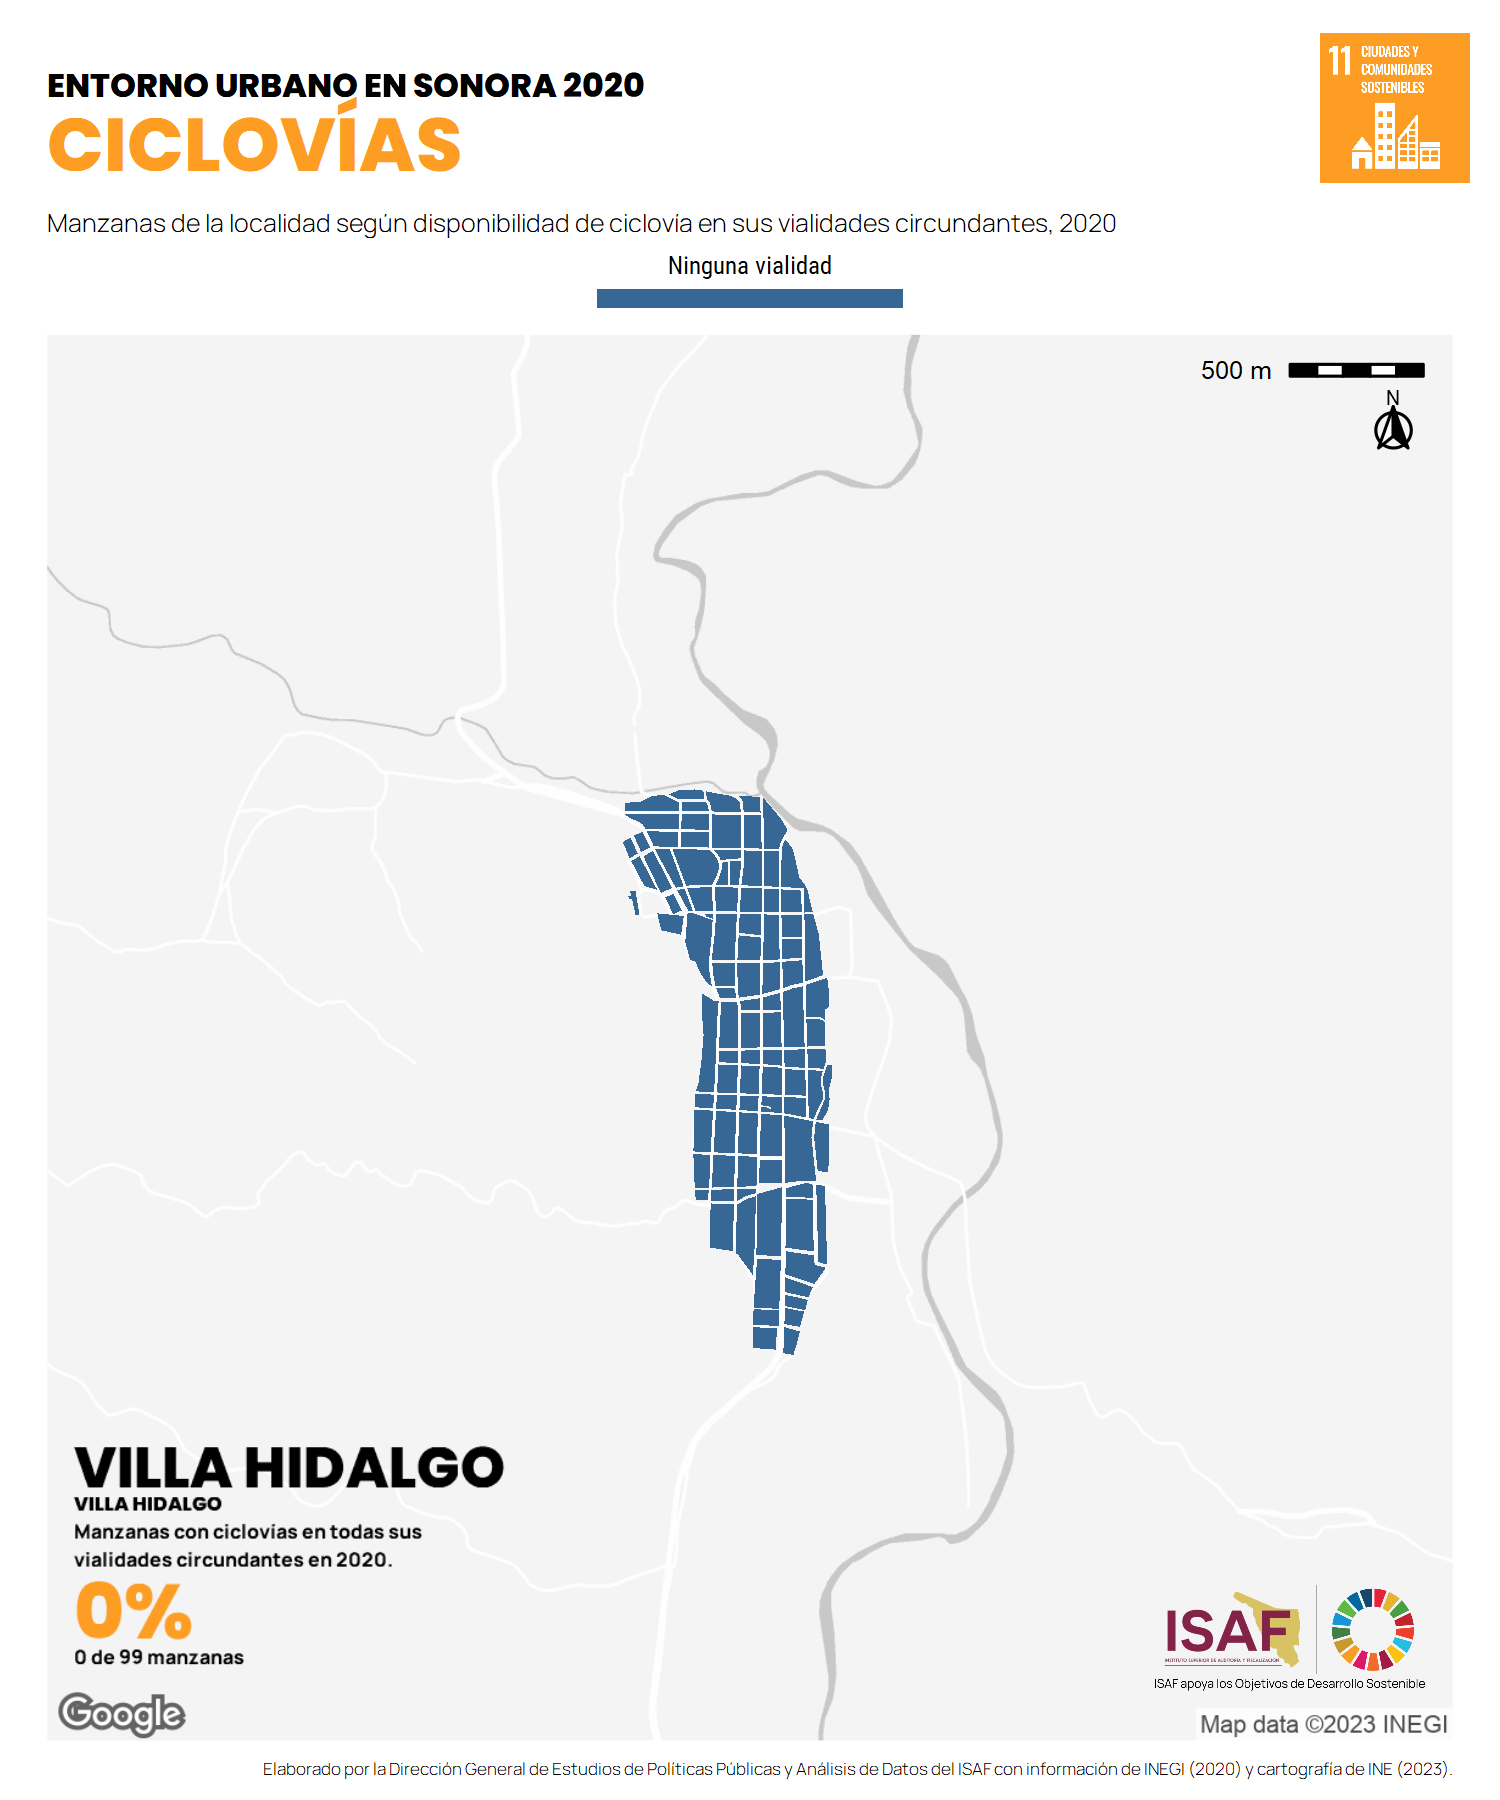 ENTORNO URBANO EN SONORA 2020
CICLOVÍAS
11 CIUDADES Y
COMUNIDADES
SOSTENIBLES
Manzanas de la localidad según disponibilidad de ciclovía en sus vialidades circundantes, 2020
Ninguna vialidad
500 m
N
VILLA HIDALGO
VILLA HIDALGO
Manzanas con ciclovias en todas sus
vialidades circundantes en 2020.
0%
0 de 99 manzanas
Google
ISAF
INSTITUTO SUPERIOR DE AUDITORÍA Y FISCALIZACIÓN
ISAF apoya los Objetivos de Desarrollo Sostenible
Map data ©2023 INEGI
Elaborado por la Dirección General de Estudios de Políticas Públicas y Análisis de Datos del ISAF con información de INEGI (2020) y cartografía de INE (2023).